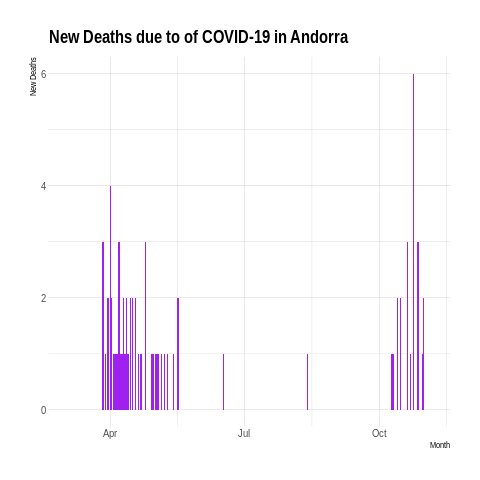 New Deaths due to of COVID-19 in Andorra
New Deaths
6
4
2
0
Apr
Jul
Oct
Month